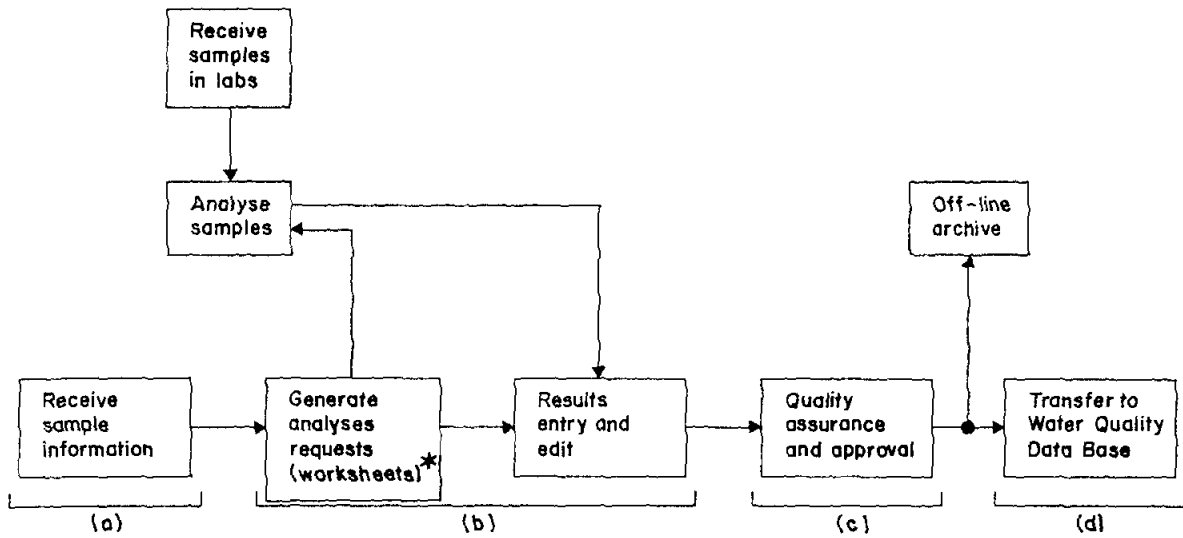 Receive
samples
in labs
Analyse
samples
Off-line
archive
Receive
sample
information
Generate
analyses
requests
(worksheets)*
Results
entry and
edit
Quality
assurance
and approval
Transfer to
Water Quality
Data Base
(a)
(b)
(c)
(d)